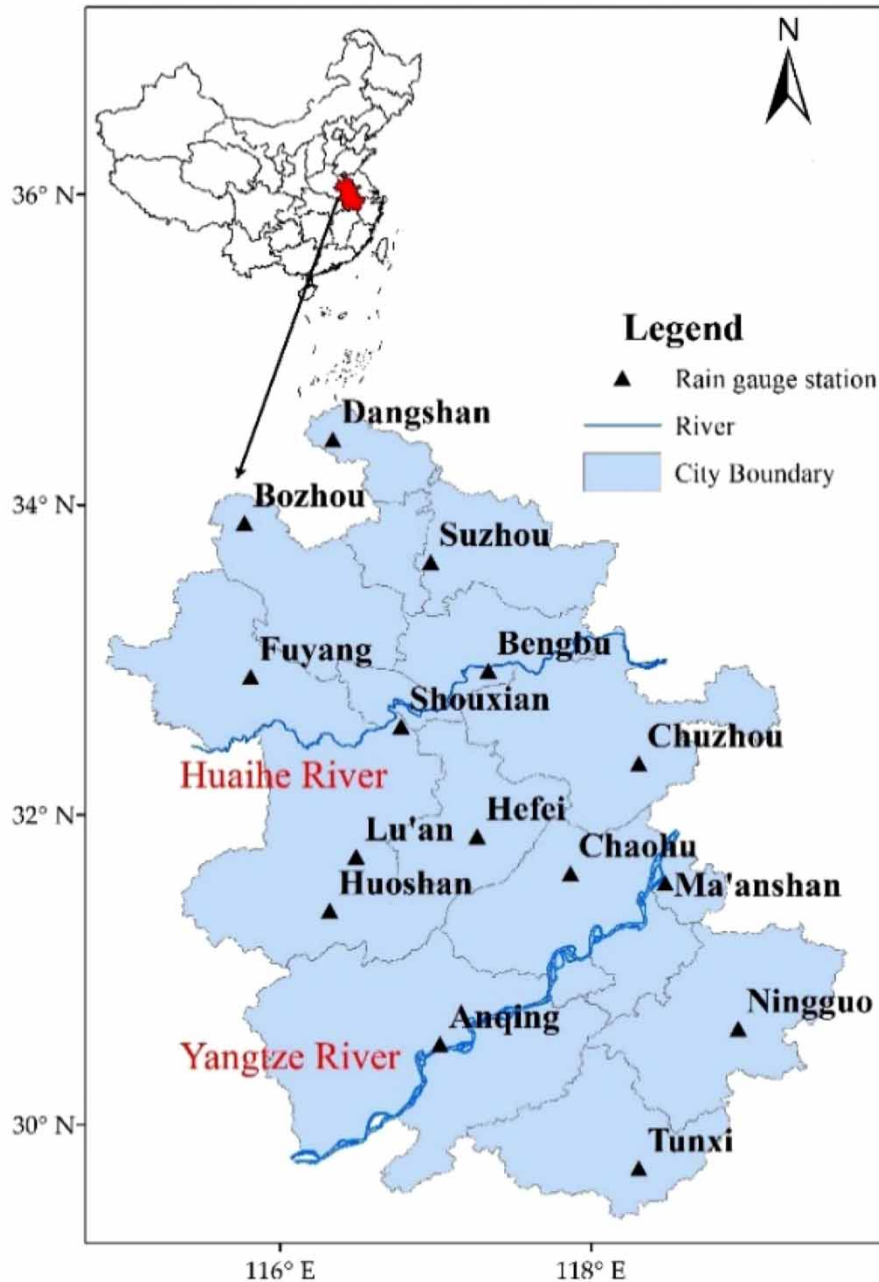 N
36° N
Legend
Rain gauge station
River
City Boundary
Dangshan
34° N
Bozhou
Suzhou
Fuyang
Bengbu
Shouxian
Chuzhou
Huaihe River
32° N
Hefei
Lu'an
Chaohu
Huoshan
Ma'anshan
Ningguo
Anqing
Yangtze River
30° N
Tunxi
116° E
118° E